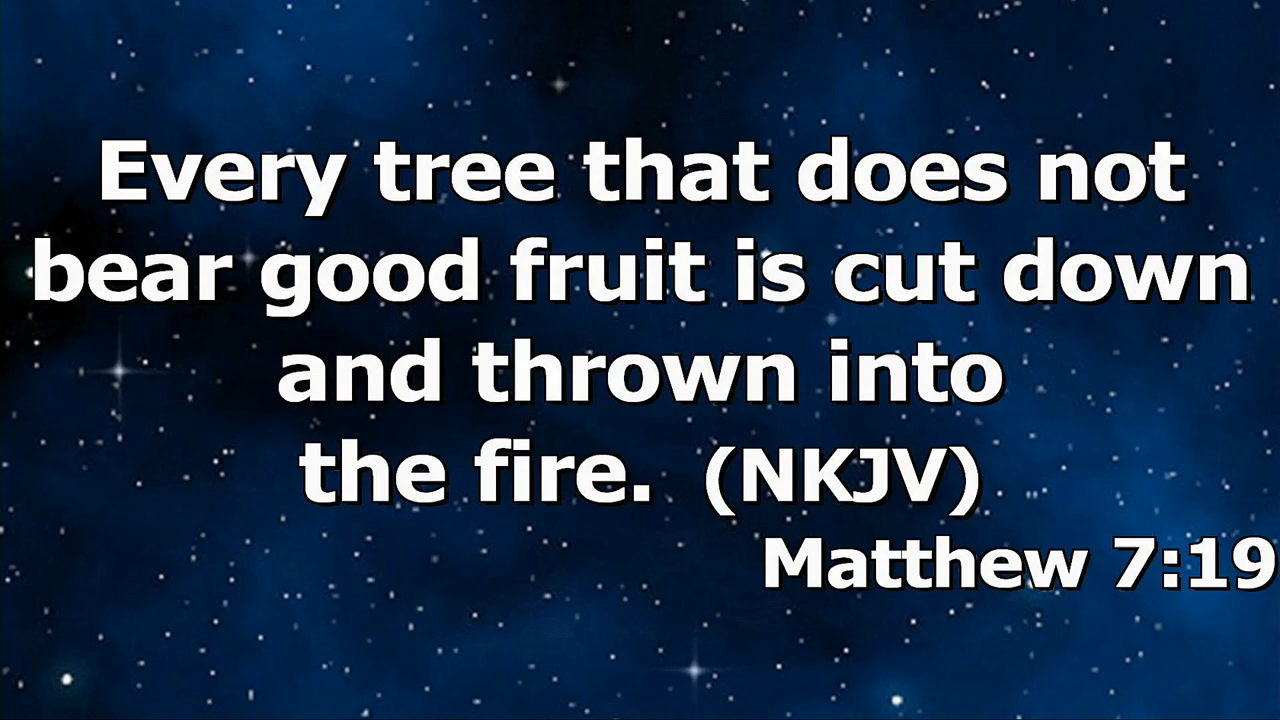 Every tree that does not
bear good fruit is cut down
and thrown into
the fire.  (NKJV)
Matthew 7:19